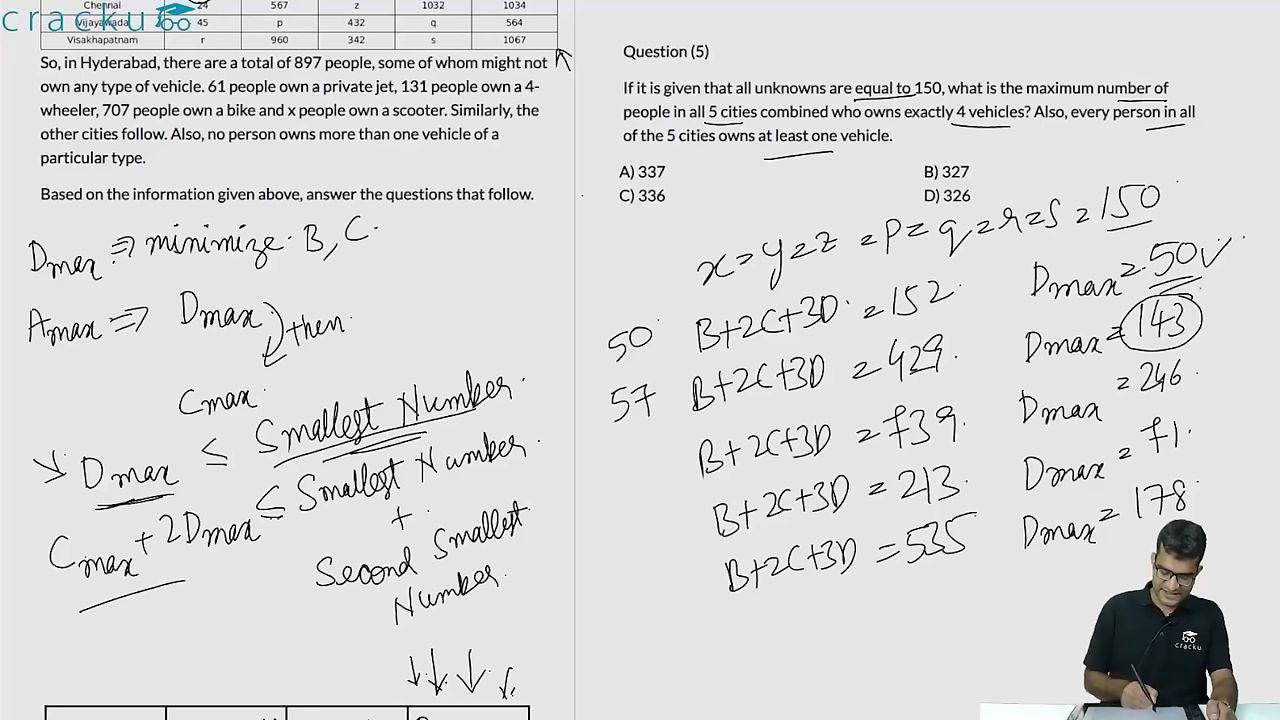 cracku
Chennai 24 567 z 1032 1034
Vijayawada 45 p 432 q 564
Visakhapatnam r 960 342 s 1067
So, in Hyderabad, there are a total of 897 people, some of whom might not
own any type of vehicle. 61 people own a private jet, 131 people own a 4-
wheeler, 707 people own a bike and x people own a scooter. Similarly, the
other cities follow. Also, no person owns more than one vehicle of a
particular type.
Based on the information given above, answer the questions that follow.
Dmax => minimize B, C.
Amax => Dmax
then
Cmax
Dmax ≤ Smallest Number
Cmax + 2Dmax ≤ Smallest Number
+
Second Smallest
Number.
Question (5)
If it is given that all unknowns are equal to 150, what is the maximum number of
people in all 5 cities combined who owns exactly 4 vehicles? Also, every person in all
of the 5 cities owns at least one vehicle.
A) 337 B) 327
C) 336 D) 326
x = y = z = p = q = r = s = 150
50 B+2C+3D = 152 Dmax = 50 ✓
57 B+2C+3D = 429 Dmax = 143
B+2C+3D = 739 Dmax = 246
B+2C+3D = 213 Dmax = 71
B+2C+3D = 535 Dmax = 178
cracku